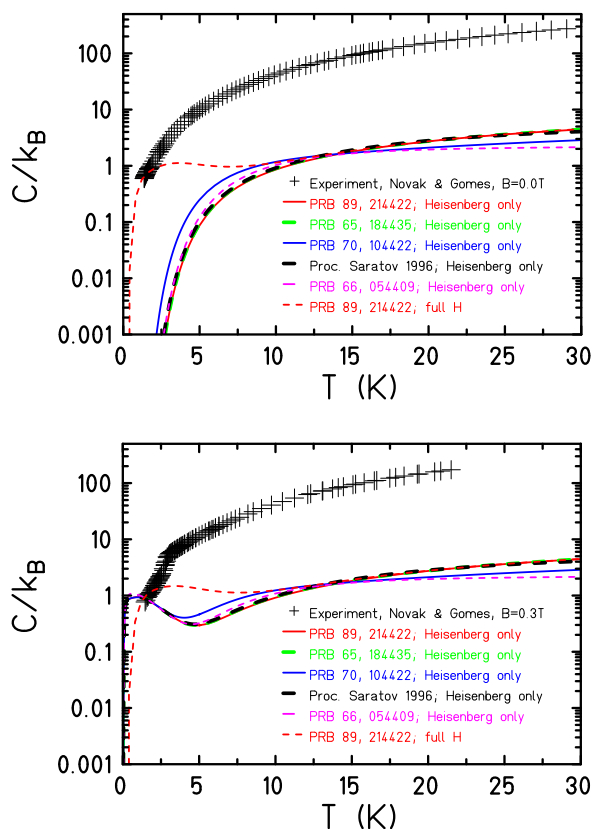 C/kB
100
10
1
0.1
0.01
0.001
Experiment, Novak & Gomes, B=0.0T
PRB 89, 214422; Heisenberg only
PRB 65, 184435; Heisenberg only
PRB 70, 104422; Heisenberg only
Proc. Saratov 1996; Heisenberg only
PRB 66, 054409; Heisenberg only
PRB 89, 214422; full H
0 5 10 15 20 25 30
T (K)
C/kB
100
10
1
0.1
0.01
0.001
Experiment, Novak & Gomes, B=0.3T
PRB 89, 214422; Heisenberg only
PRB 65, 184435; Heisenberg only
PRB 70, 104422; Heisenberg only
Proc. Saratov 1996; Heisenberg only
PRB 66, 054409; Heisenberg only
PRB 89, 214422; full H
0 5 10 15 20 25 30
T (K)